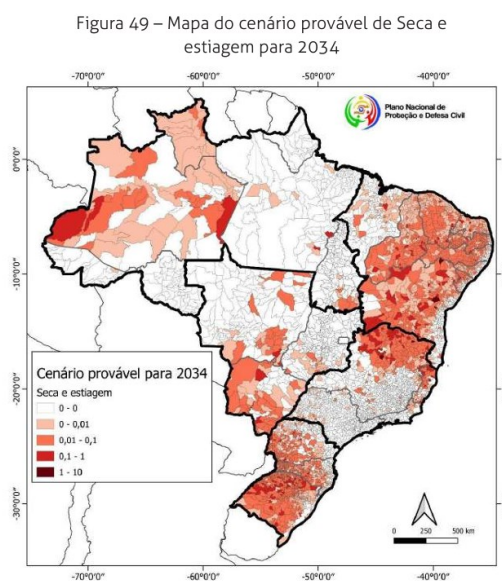 Figura 49 – Mapa do cenário provável de Seca e
estiagem para 2034
-70°0'0" -60°0'0" -50°0'0" -40°0'0"
Plano Nacional de
Proteção e Defesa Civil
0°0'0"
-10°0'0"
-20°0'0"
-30°0'0"
Cenário provável para 2034
Seca e estiagem
0 - 0
0 - 0,01
0,01 - 0,1
0,1 - 1
1 - 10
0 250 500 km
-70°0'0" -60°0'0" -50°0'0" -40°0'0"